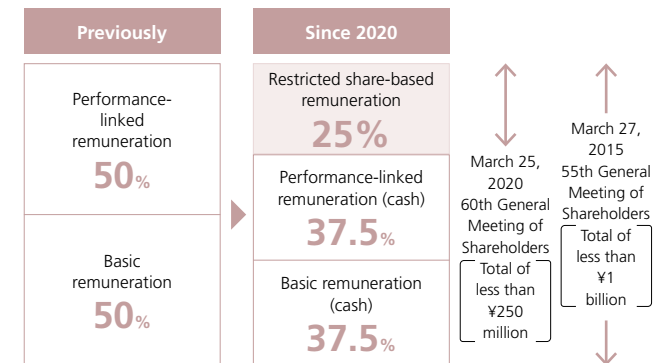 Previously
Performance-
linked
remuneration
50%
Basic
remuneration
50%
Since 2020
Restricted share-based
remuneration
25%
Performance-linked
remuneration (cash)
37.5%
Basic remuneration
(cash)
37.5%
March 25,
2020
60th General
Meeting of
Shareholders
Total of
less than
¥250
million
March 27,
2015
55th General
Meeting of
Shareholders
Total of
less than
¥1
billion